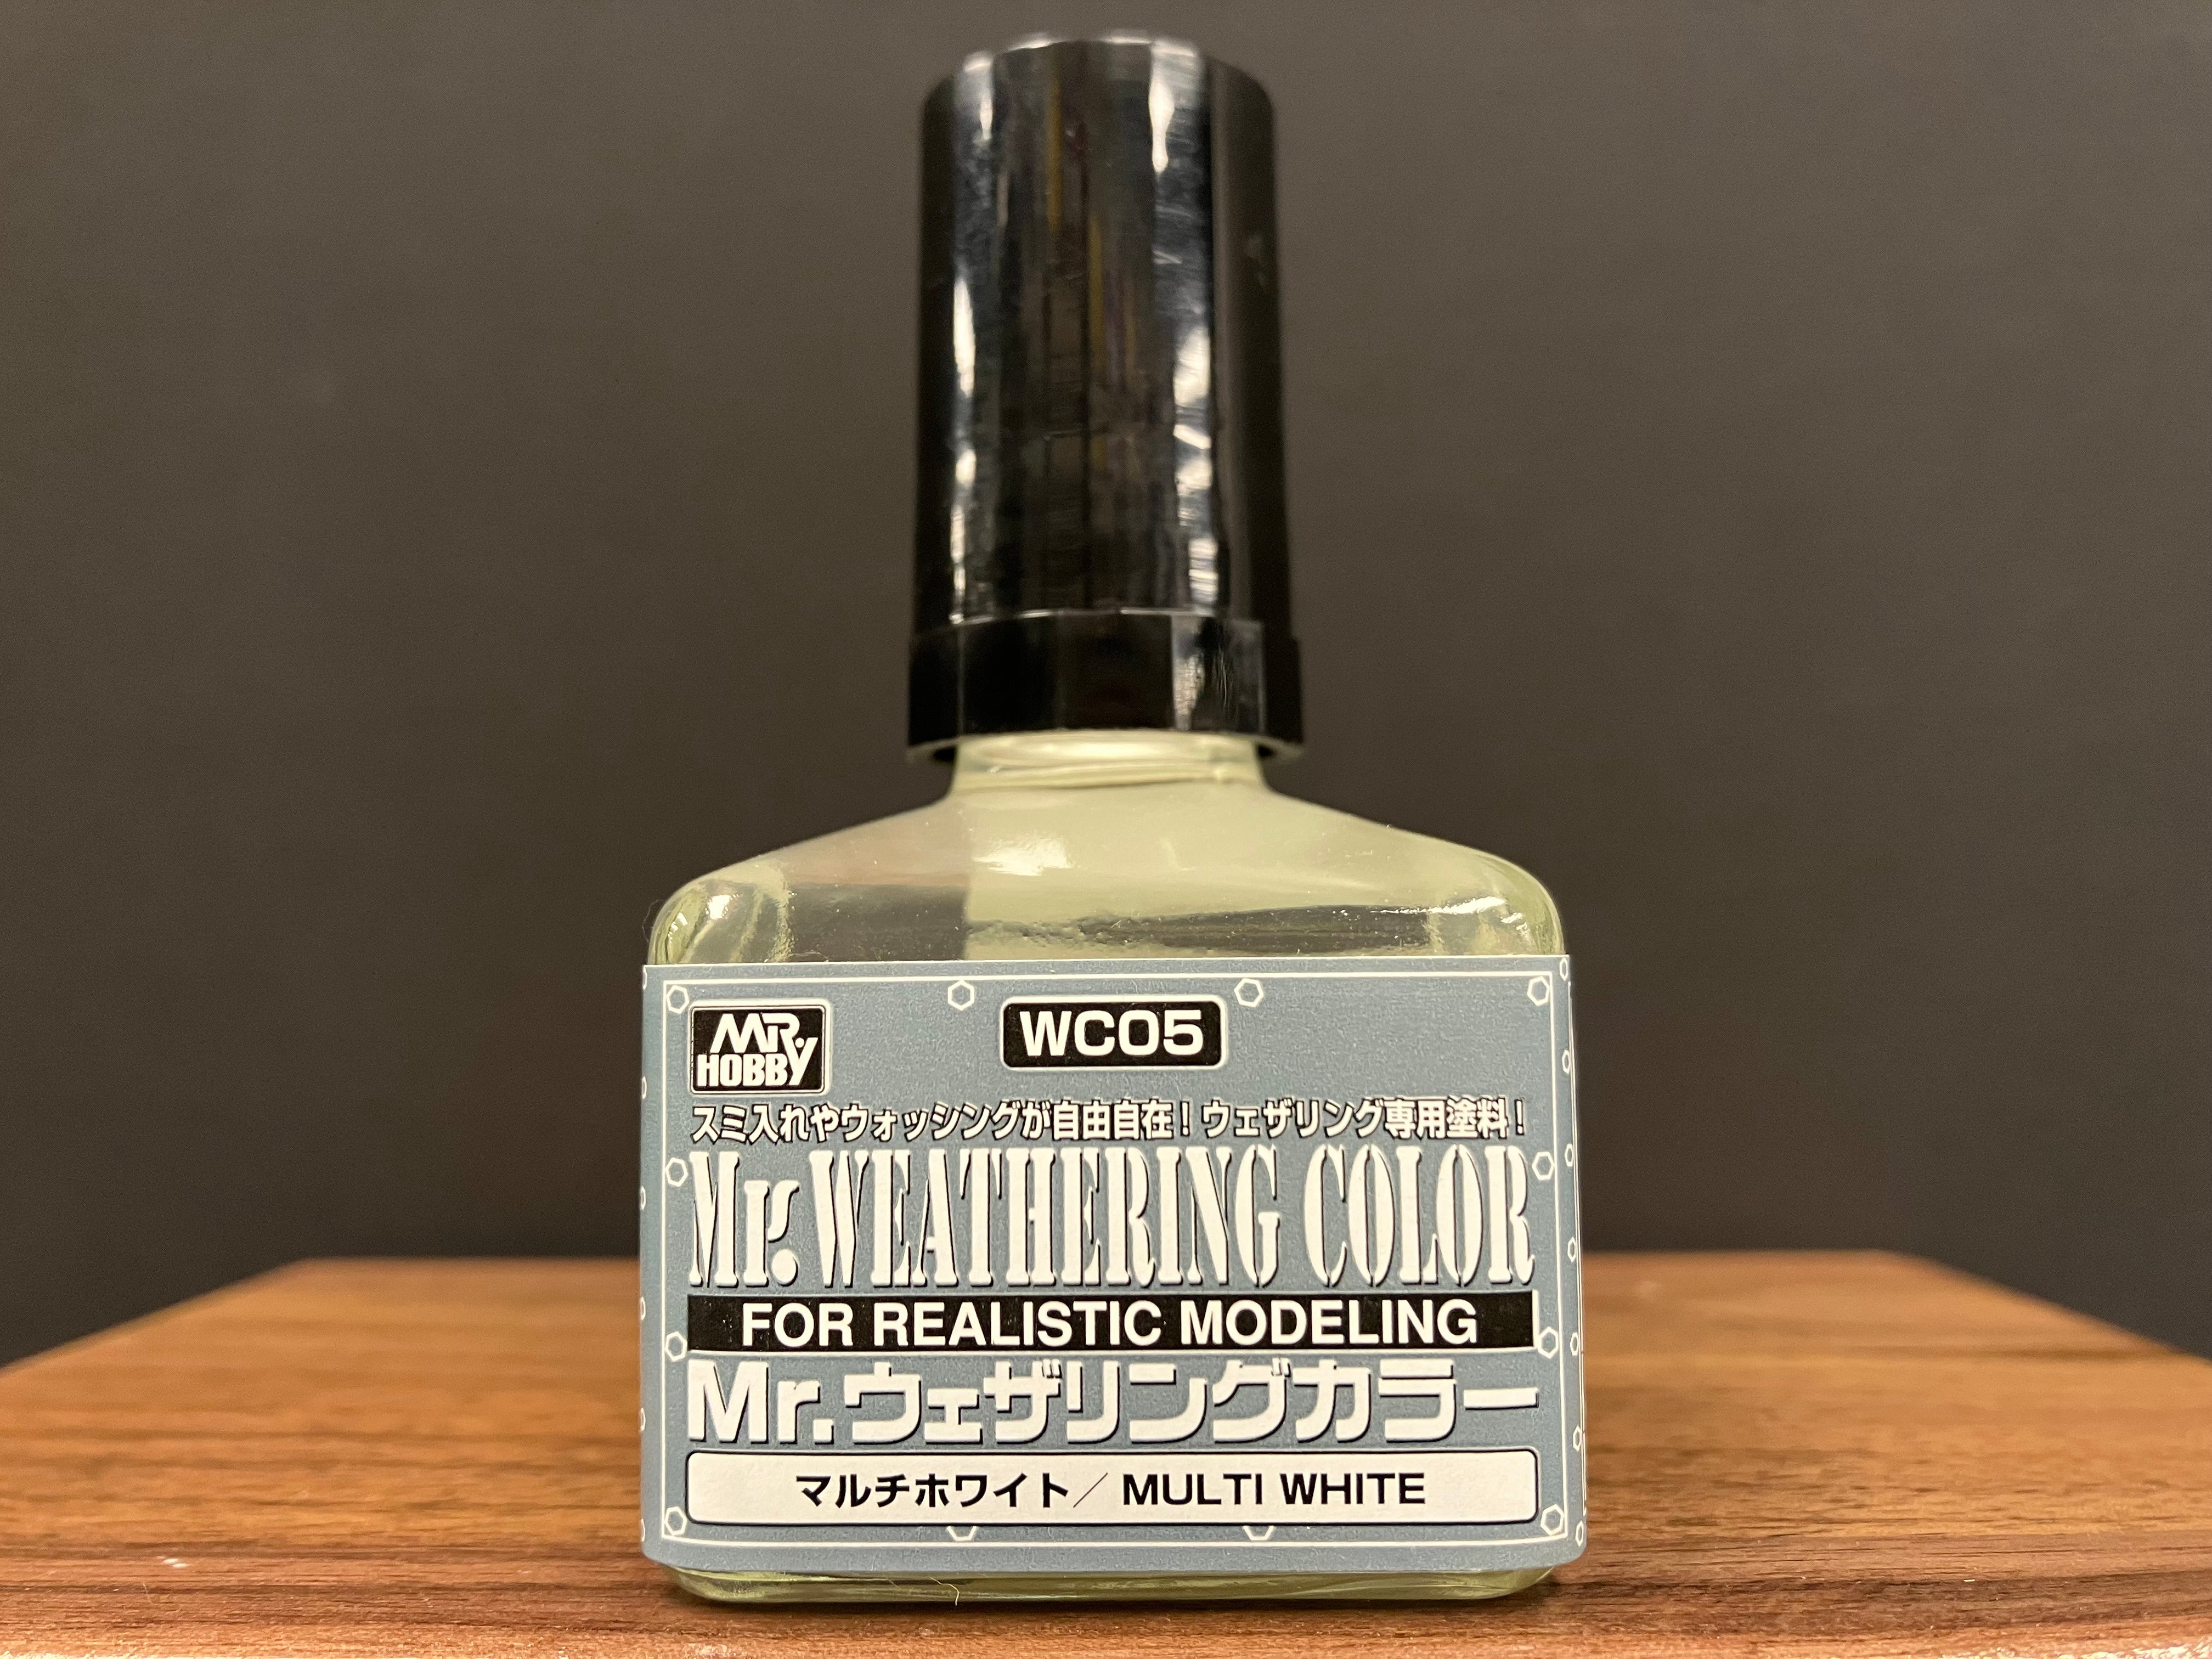 MR. HOBBY
WC05
スミ入れやウォッシングが自由自在！ウェザリング専用塗料！
Mr. WEATHERING COLOR
FOR REALISTIC MODELING
Mr.ウェザリングカラー
マルチホワイト／MULTI WHITE